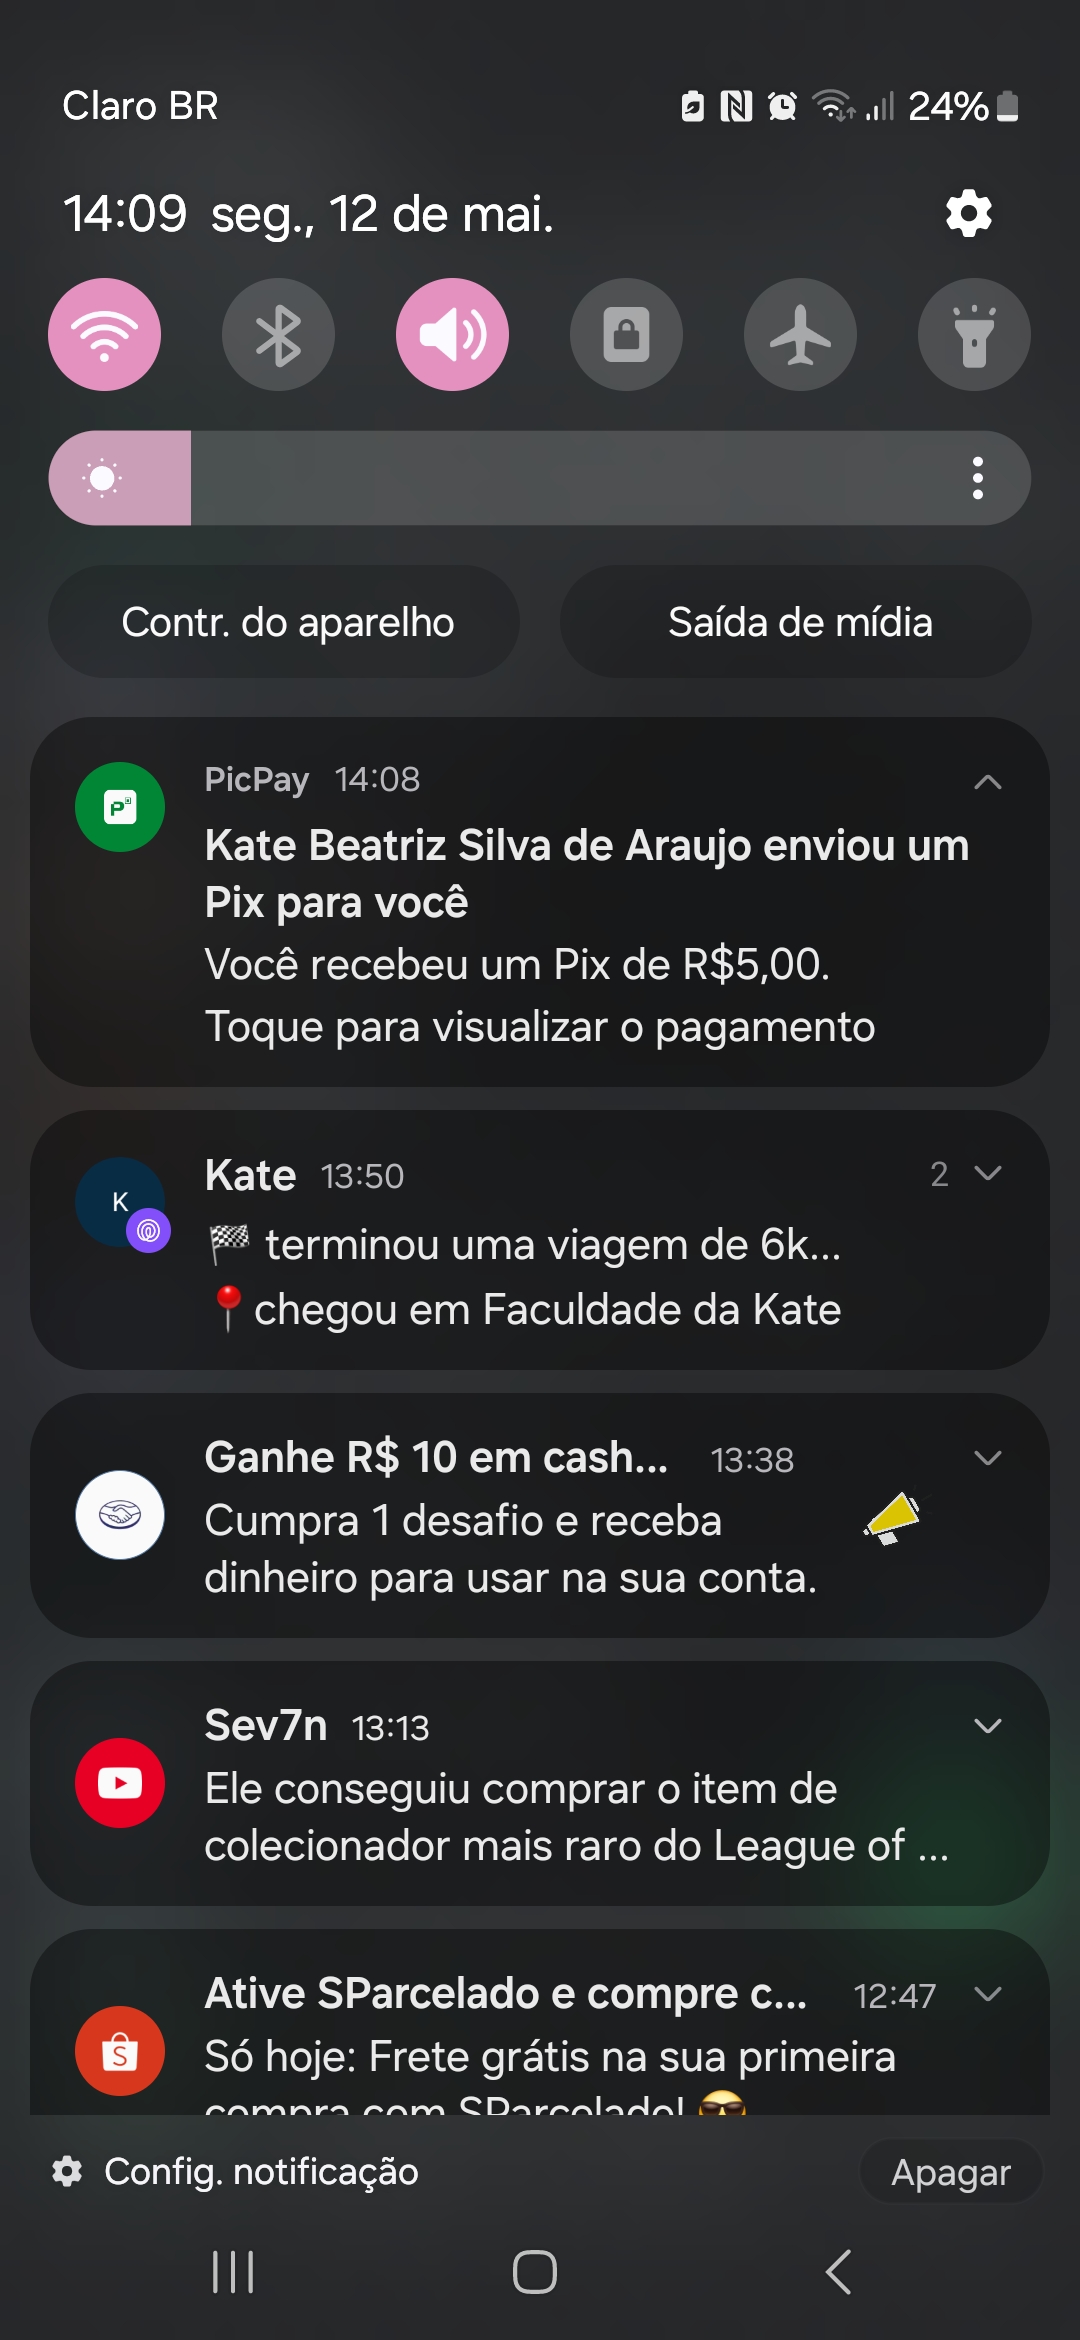 Claro BR 24%
14:09 seg., 12 de mai.
Contr. do aparelho
Saída de mídia
PicPay 14:08
Kate Beatriz Silva de Araujo enviou um
Pix para você
Você recebeu um Pix de R$5,00.
Toque para visualizar o pagamento
K
Kate 13:50 2
🏁 terminou uma viagem de 6k...
📍chegou em Faculdade da Kate
Ganhe R$ 10 em cash... 13:38
Cumpra 1 desafio e receba
dinheiro para usar na sua conta.
Sev7n 13:13
Ele conseguiu comprar o item de
colecionador mais raro do League of ...
Ative SParcelado e compre c... 12:47
Só hoje: Frete grátis na sua primeira
compra com SParcelado! 😎
Config. notificação
Apagar